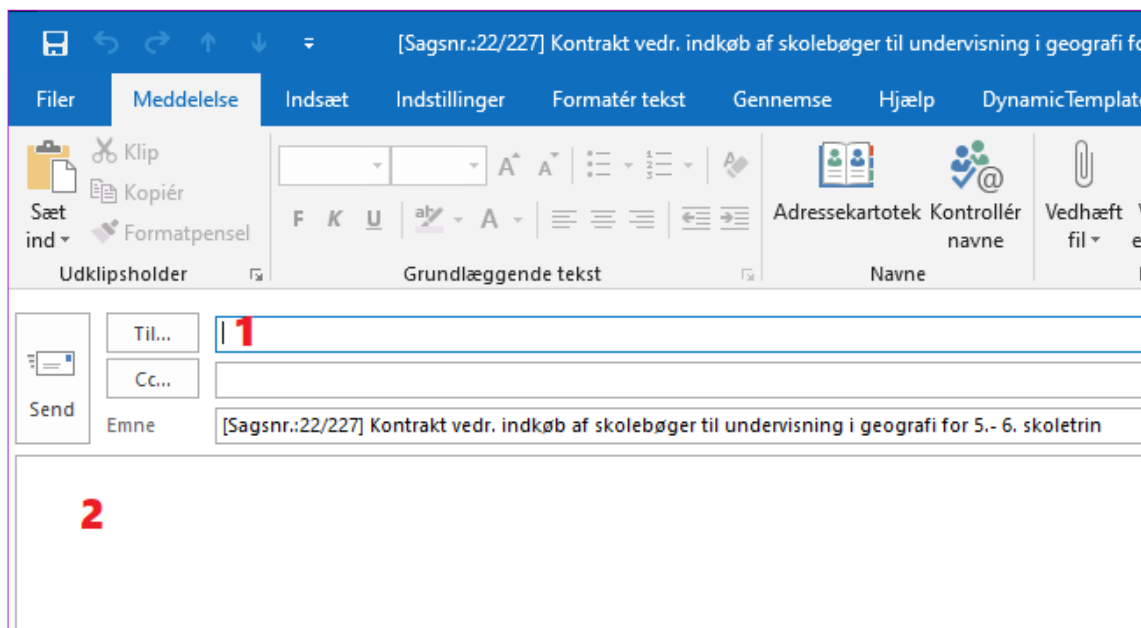 [Sagsnr.:22/227] Kontrakt vedr. indkøb af skolebøger til undervisning i geografi fo
Filer Meddelelse Indsæt Indstillinger Formatér tekst Gennemse Hjælp DynamicTemplate
Sæt ind
Klip
Kopiér
Formatpensel
Udklipsholder
F K U A
Grundlæggende tekst
Adressekartotek
Kontrollér navne
Navne
Vedhæft fil
Send
Til... 1
Cc...
Emne [Sagsnr.:22/227] Kontrakt vedr. indkøb af skolebøger til undervisning i geografi for 5.- 6. skoletrin
2